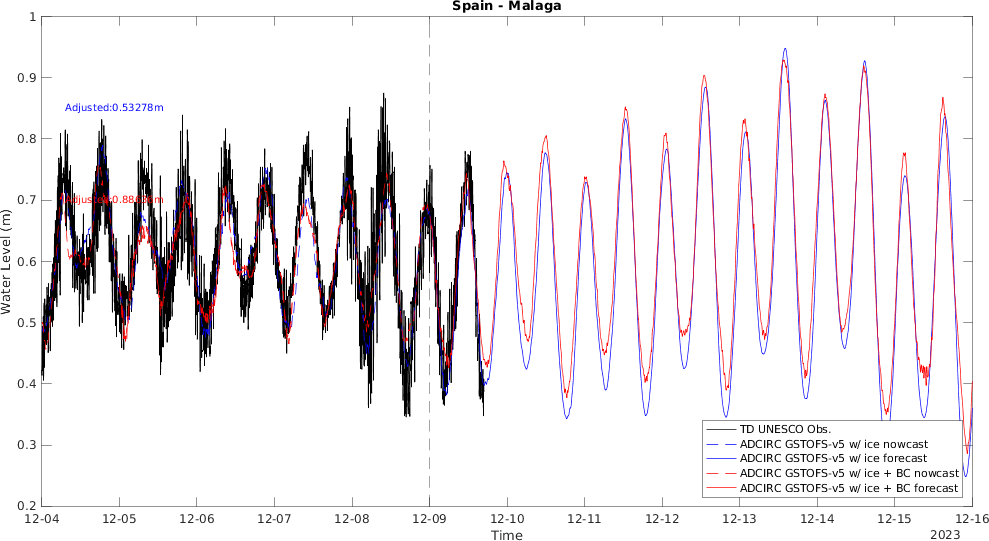 Spain - Malaga
1
0.9
0.8
0.7
0.6
0.5
0.4
0.3
0.2
Water Level (m)
Adjusted:0.53278m
TD UNESCO Obs.
ADCIRC GSTOFS-v5 w/ ice nowcast
ADCIRC GSTOFS-v5 w/ ice forecast
ADCIRC GSTOFS-v5 w/ ice + BC nowcast
ADCIRC GSTOFS-v5 w/ ice + BC forecast
12-04 12-05 12-06 12-07 12-08 12-09 12-10 12-11 12-12 12-13 12-14 12-15 12-16
Time
2023